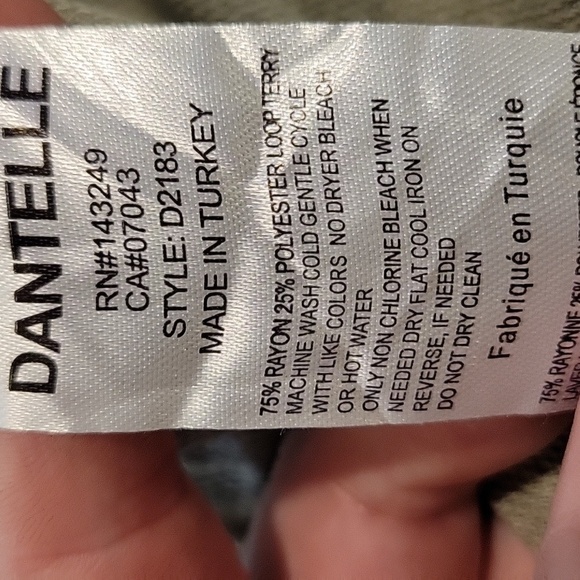 DANTELLE
RN#143249
CA#07043
STYLE: D2183
MADE IN TURKEY
75% RAYON 25% POLYESTER LOOP TERRY
MACHINE WASH COLD GENTLE CYCLE
WITH LIKE COLORS NO DRYER BLEACH
OR HOT WATER
ONLY NON CHLORINE BLEACH WHEN
NEEDED DRY FLAT COOL IRON ON
REVERSE, IF NEEDED
DO NOT DRY CLEAN
Fabriqué en Turquie
75% RAYONNE 25%